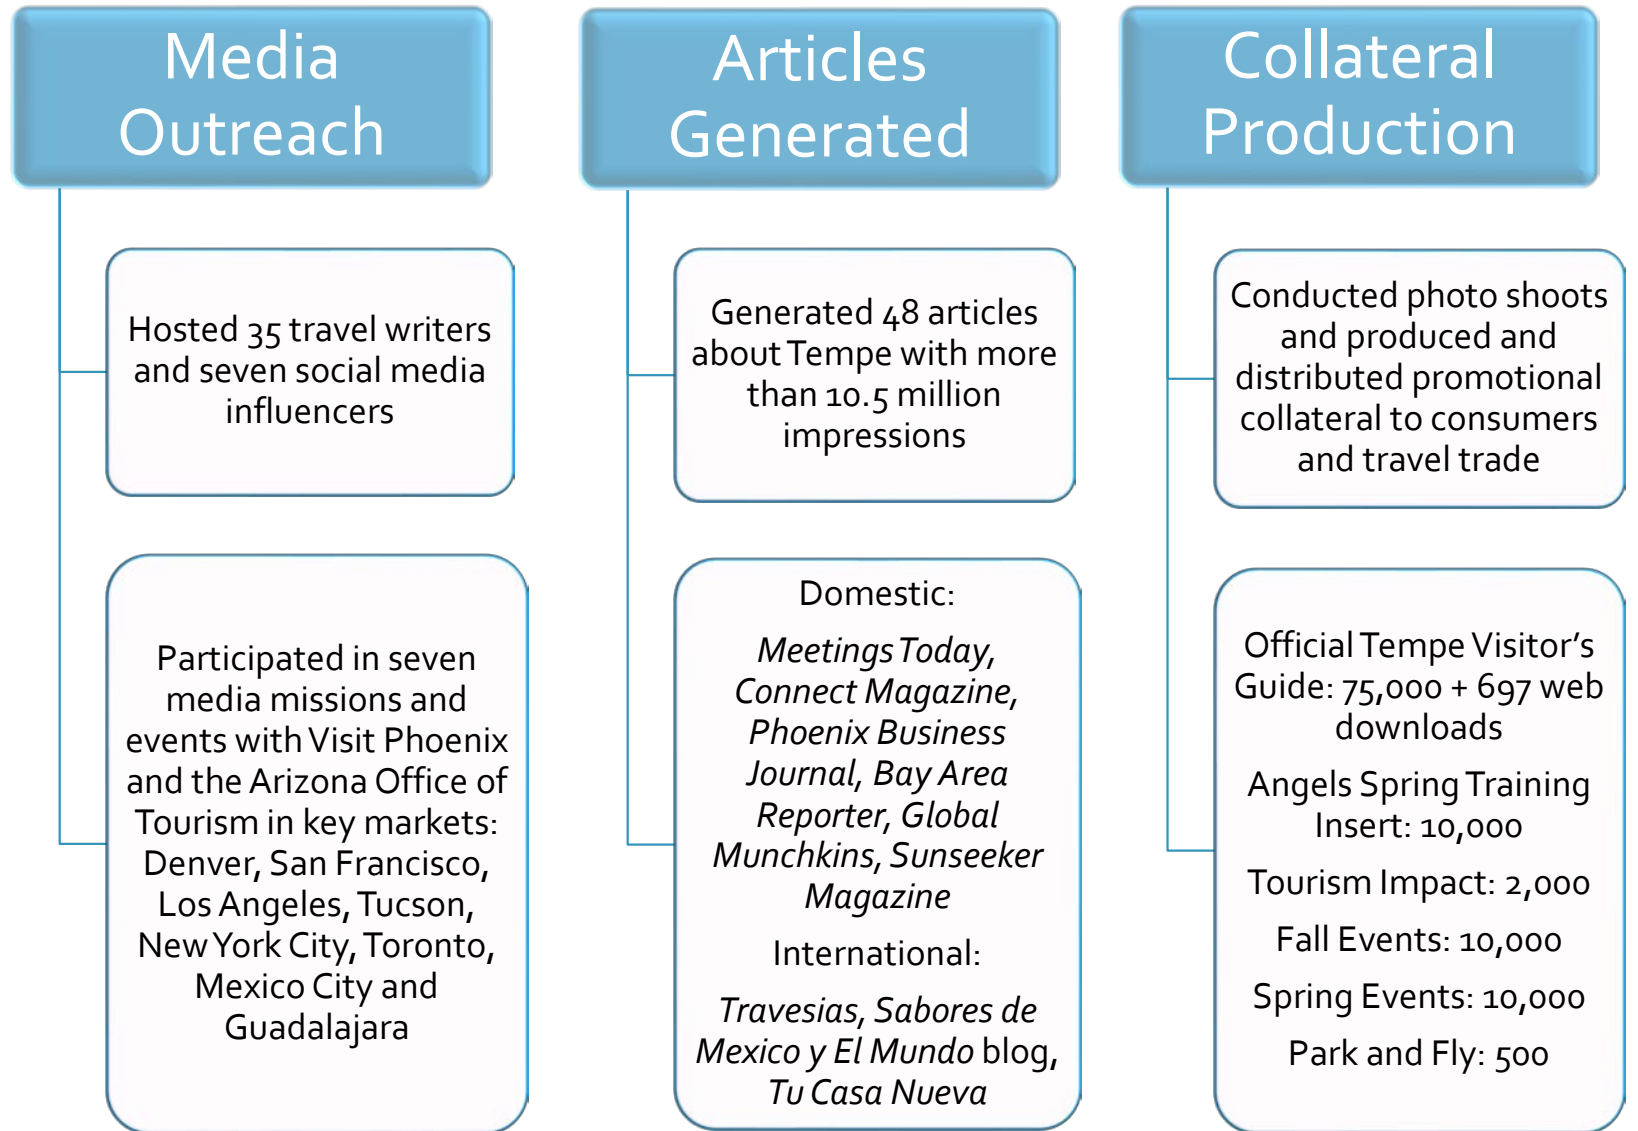 Media
Outreach
Hosted 35 travel writers
and seven social media
influencers
Participated in seven
media missions and
events with Visit Phoenix
and the Arizona Office of
Tourism in key markets:
Denver, San Francisco,
Los Angeles, Tucson,
New York City, Toronto,
Mexico City and
Guadalajara
Articles
Generated
Generated 48 articles
about Tempe with more
than 10.5 million
impressions
Domestic:
Meetings Today,
Connect Magazine,
Phoenix Business
Journal, Bay Area
Reporter, Global
Munchkins, Sunseeker
Magazine
International:
Travesias, Sabores de
Mexico y El Mundo blog,
Tu Casa Nueva
Collateral
Production
Conducted photo shoots
and produced and
distributed promotional
collateral to consumers
and travel trade
Official Tempe Visitor’s
Guide: 75,000 + 697 web
downloads
Angels Spring Training
Insert: 10,000
Tourism Impact: 2,000
Fall Events: 10,000
Spring Events: 10,000
Park and Fly: 500